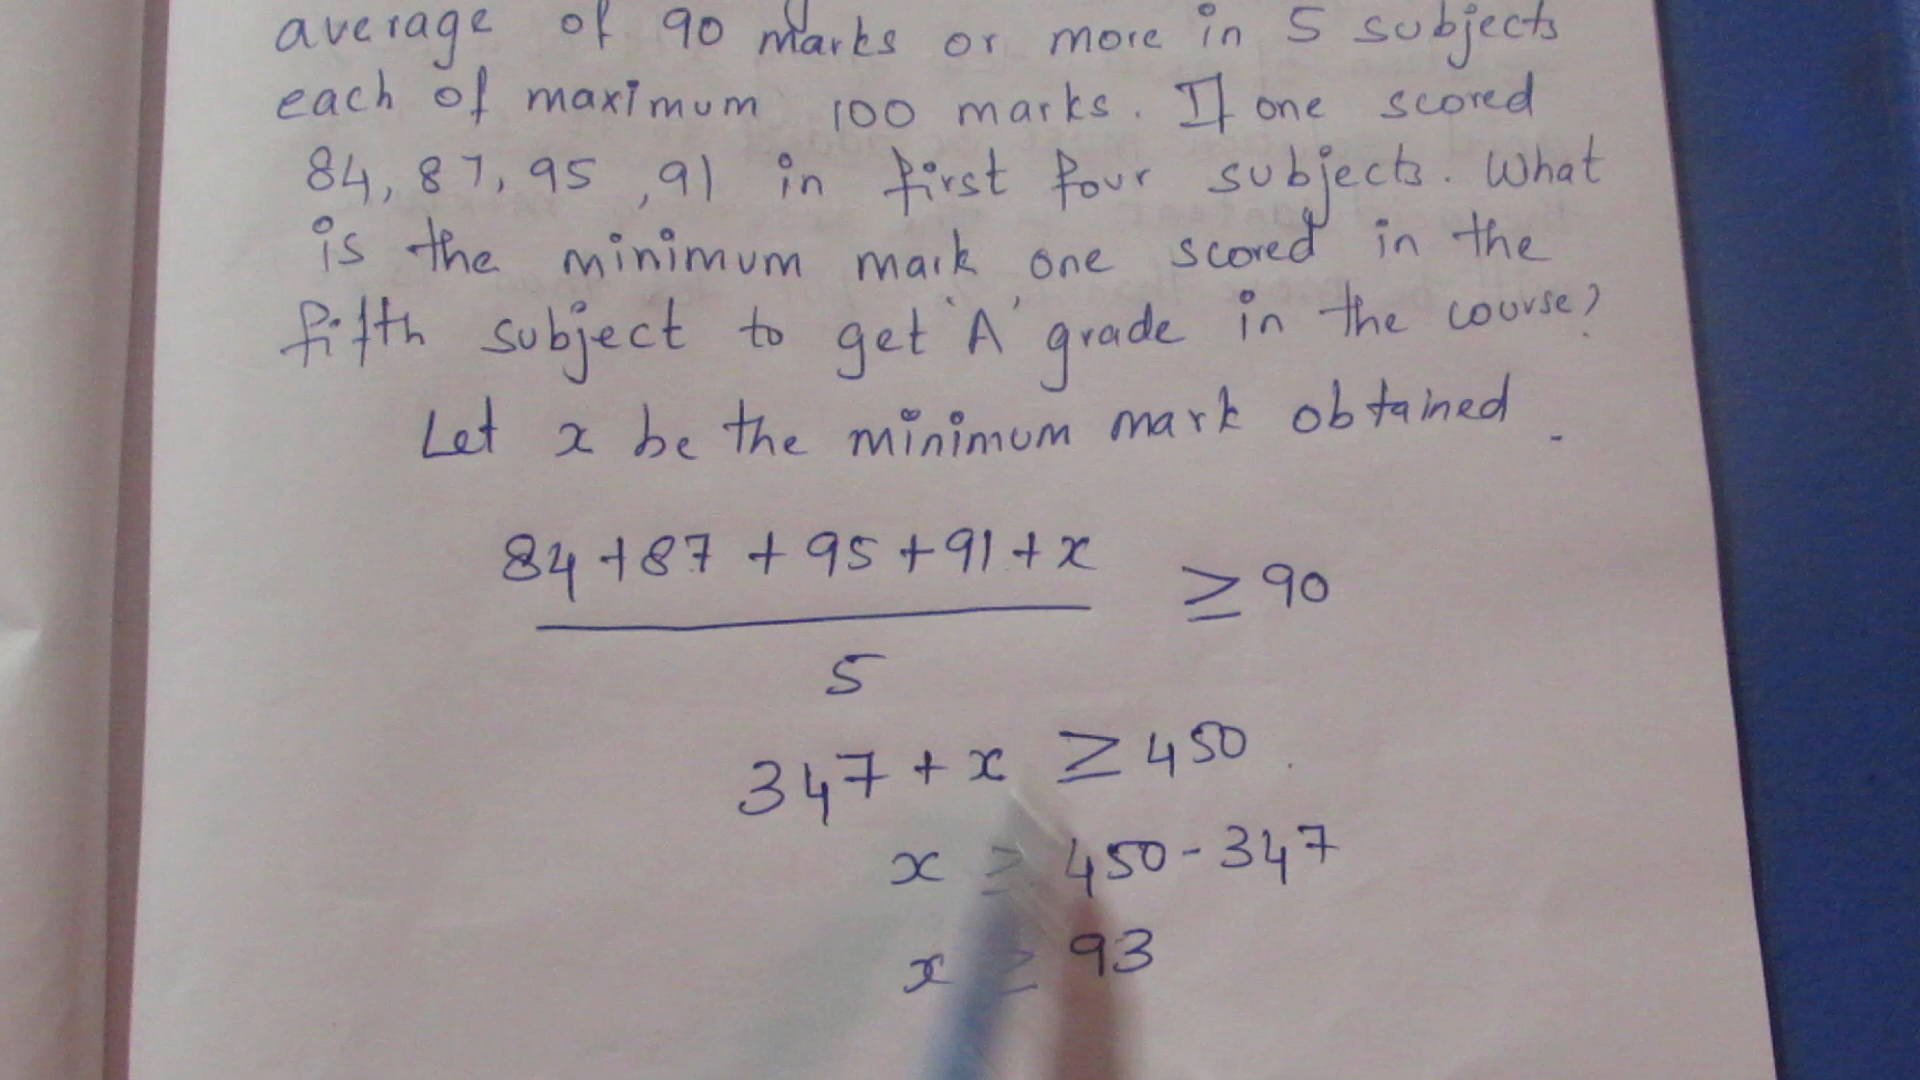 average of 90 marks or more in 5 subjects
each of maximum 100 marks. If one scored
84, 87, 95, 91 in first four subjects. What
is the minimum mark one scored in the
fifth subject to get 'A' grade in the course?
Let x be the minimum mark obtained.
84+87+95+91+x
≥ 90
5
347+x ≥ 450.
x ≥ 450-347
x ≥ 93